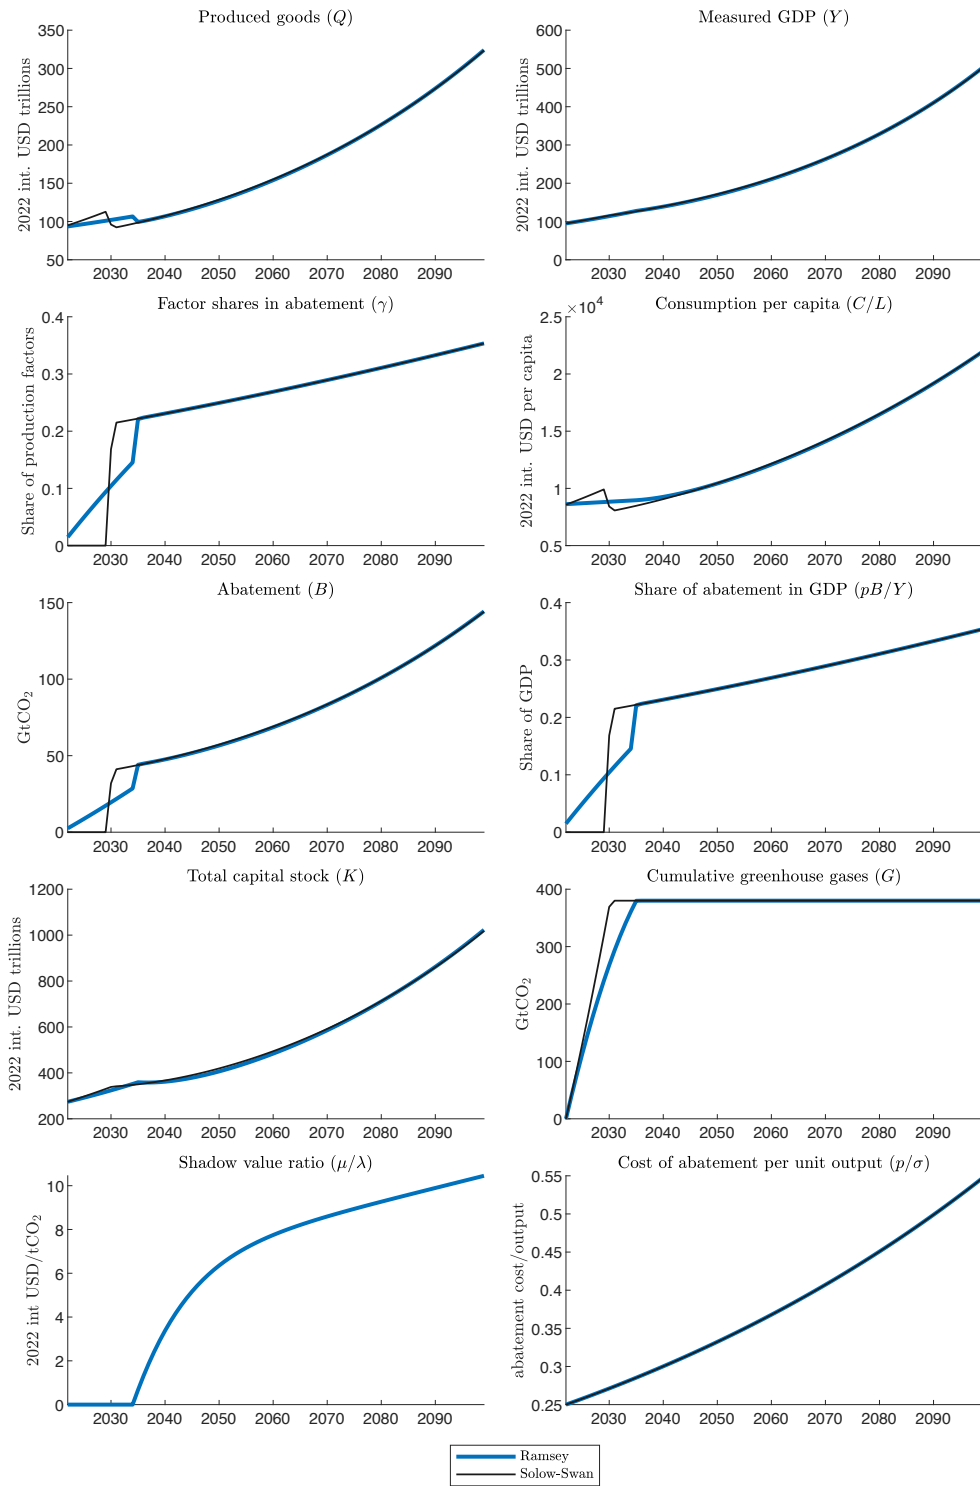 Produced goods (Q)
2022 int. USD trillions
350
300
250
200
150
100
50
2030 2040 2050 2060 2070 2080 2090
Measured GDP (Y)
2022 int. USD trillions
600
500
400
300
200
100
0
2030 2040 2050 2060 2070 2080 2090
Factor shares in abatement (γ)
Share of production factors
0.4
0.3
0.2
0.1
0
2030 2040 2050 2060 2070 2080 2090
Consumption per capita (C/L)
×10⁴
2022 int. USD per capita
2.5
2
1.5
1
0.5
2030 2040 2050 2060 2070 2080 2090
Abatement (B)
GtCO₂
150
100
50
0
2030 2040 2050 2060 2070 2080 2090
Share of abatement in GDP (pB/Y)
Share of GDP
0.4
0.3
0.2
0.1
0
2030 2040 2050 2060 2070 2080 2090
Total capital stock (K)
2022 int. USD trillions
1200
1000
800
600
400
200
2030 2040 2050 2060 2070 2080 2090
Cumulative greenhouse gases (G)
GtCO₂
400
300
200
100
0
2030 2040 2050 2060 2070 2080 2090
Shadow value ratio (μ/λ)
2022 int USD/tCO₂
10
8
6
4
2
0
2030 2040 2050 2060 2070 2080 2090
Cost of abatement per unit output (p/σ)
abatement cost/output
0.55
0.5
0.45
0.4
0.35
0.3
0.25
2030 2040 2050 2060 2070 2080 2090
Ramsey
Solow-Swan